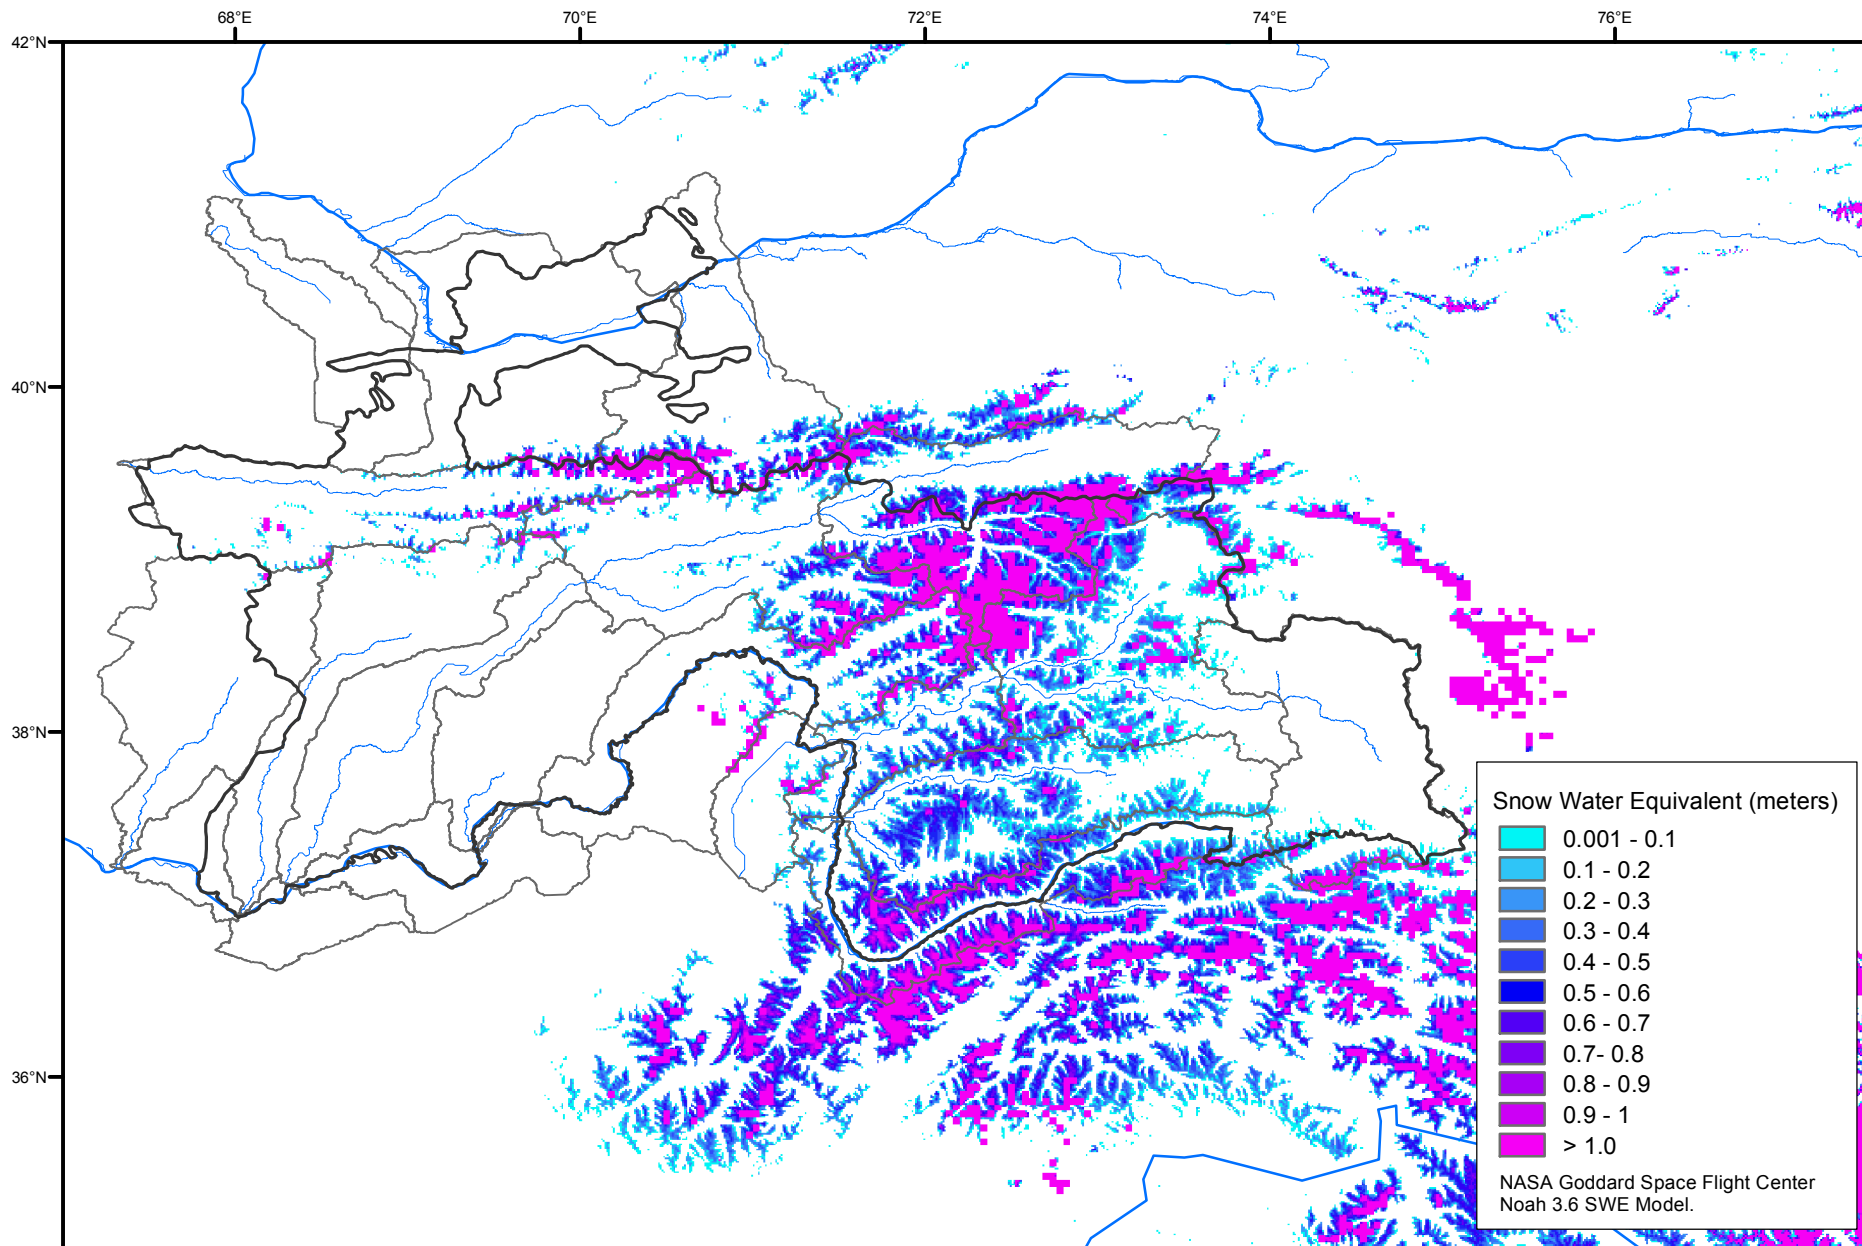 68°E 70°E 72°E 74°E 76°E
42°N
40°N
38°N
36°N
Snow Water Equivalent (meters)
0.001 - 0.1
0.1 - 0.2
0.2 - 0.3
0.3 - 0.4
0.4 - 0.5
0.5 - 0.6
0.6 - 0.7
0.7- 0.8
0.8 - 0.9
0.9 - 1
> 1.0
NASA Goddard Space Flight Center
Noah 3.6 SWE Model.